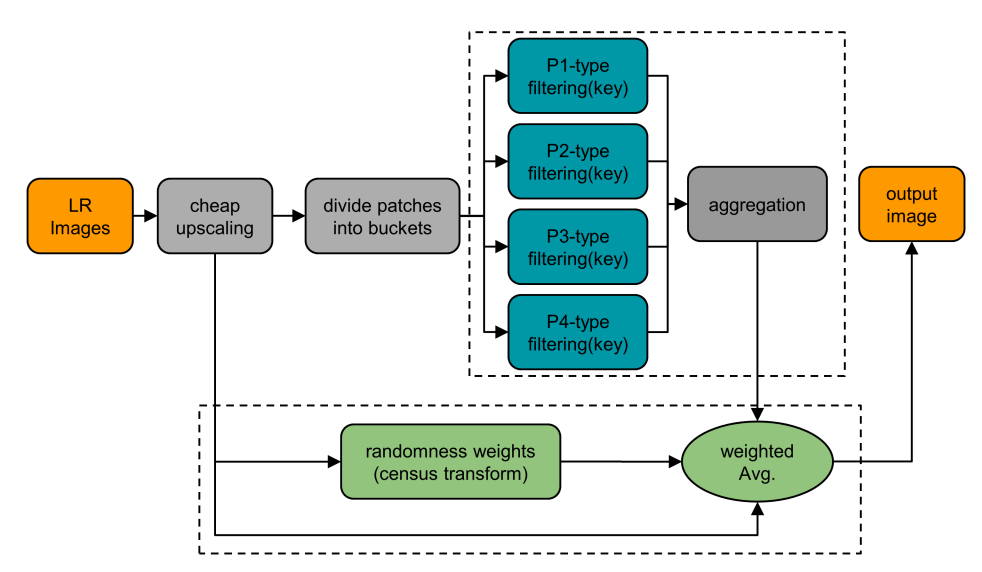 P1-type
filtering(key)
P2-type
filtering(key)
LR
Images
cheap
upscaling
divide patches
into buckets
aggregation
output
image
P3-type
filtering(key)
P4-type
filtering(key)
randomness weights
(census transform)
weighted
Avg.